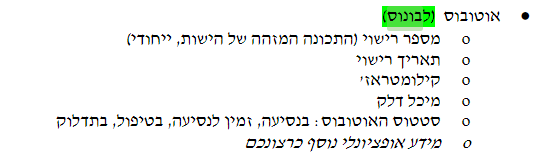 • אוטובוס (לבונוס)
o מספר רישוי (התכונה המזהה של הישות, ייחודי)
o תאריך רישוי
o קילומטראז'
o מיכל דלק
o סטטוס האוטובוס: בנסיעה, זמין לנסיעה, בטיפול, בתדלוק
o מידע אופציונלי נוסף כרצונכם